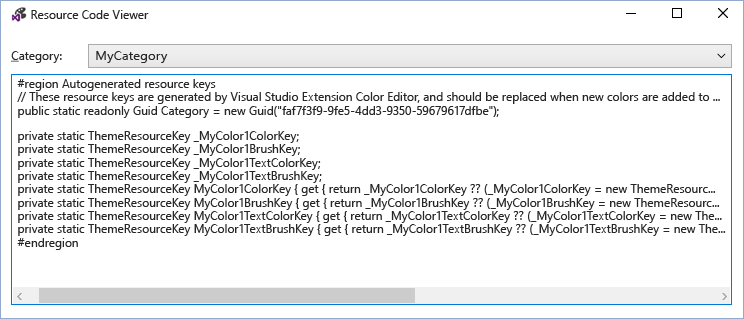 Resource Code Viewer
Category: MyCategory
#region Autogenerated resource keys
// These resource keys are generated by Visual Studio Extension Color Editor, and should be replaced when new colors are added to ...
public static readonly Guid Category = new Guid("faf7f3f9-9fe5-4dd3-9350-59679617dfbe");
private static ThemeResourceKey _MyColor1ColorKey;
private static ThemeResourceKey _MyColor1BrushKey;
private static ThemeResourceKey _MyColor1TextColorKey;
private static ThemeResourceKey _MyColor1TextBrushKey;
private static ThemeResourceKey MyColor1ColorKey { get { return _MyColor1ColorKey ?? (_MyColor1ColorKey = new ThemeResourc...
private static ThemeResourceKey MyColor1BrushKey { get { return _MyColor1BrushKey ?? (_MyColor1BrushKey = new ThemeResourc...
private static ThemeResourceKey MyColor1TextColorKey { get { return _MyColor1TextColorKey ?? (_MyColor1TextColorKey = new The...
private static ThemeResourceKey MyColor1TextBrushKey { get { return _MyColor1TextBrushKey ?? (_MyColor1TextBrushKey = new The...
#endregion